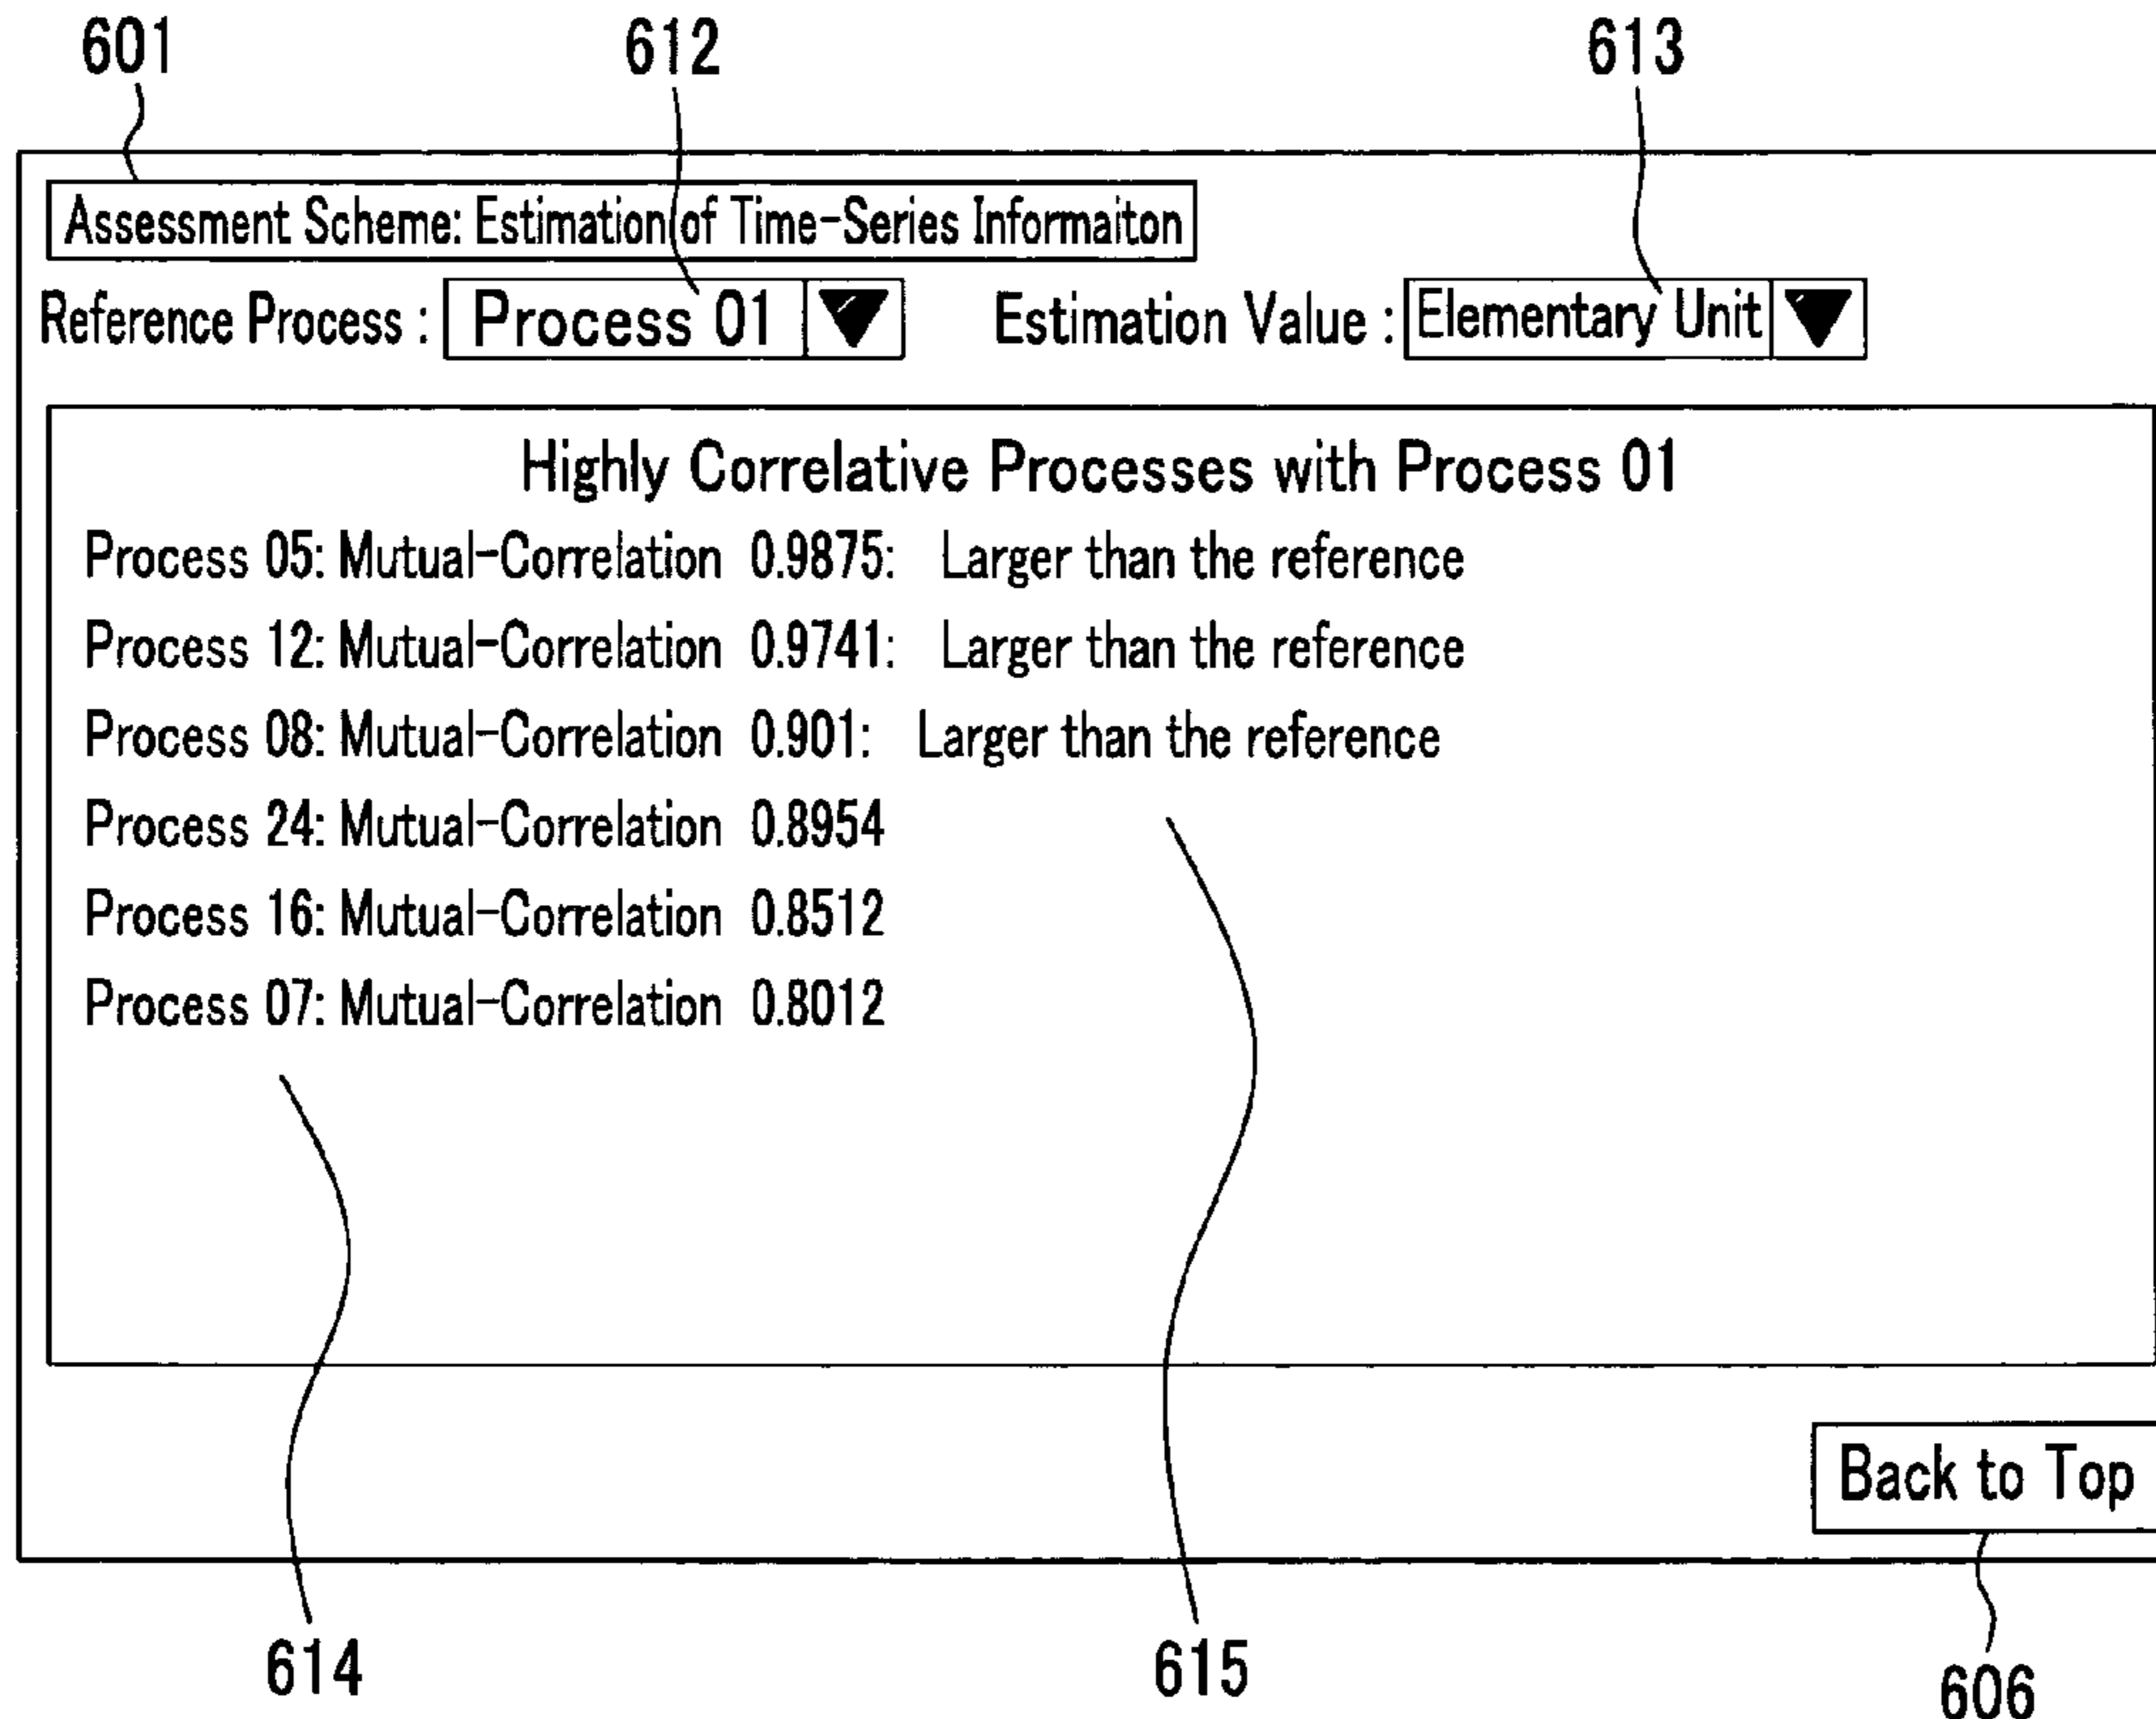 601 612 613
Assessment Scheme: Estimation of Time-Series Informaiton
Reference Process : Process 01 Estimation Value : Elementary Unit
Highly Correlative Processes with Process 01
Process 05: Mutual-Correlation 0.9875: Larger than the reference
Process 12: Mutual-Correlation 0.9741: Larger than the reference
Process 08: Mutual-Correlation 0.901: Larger than the reference
Process 24: Mutual-Correlation 0.8954
Process 16: Mutual-Correlation 0.8512
Process 07: Mutual-Correlation 0.8012
Back to Top
614 615 606